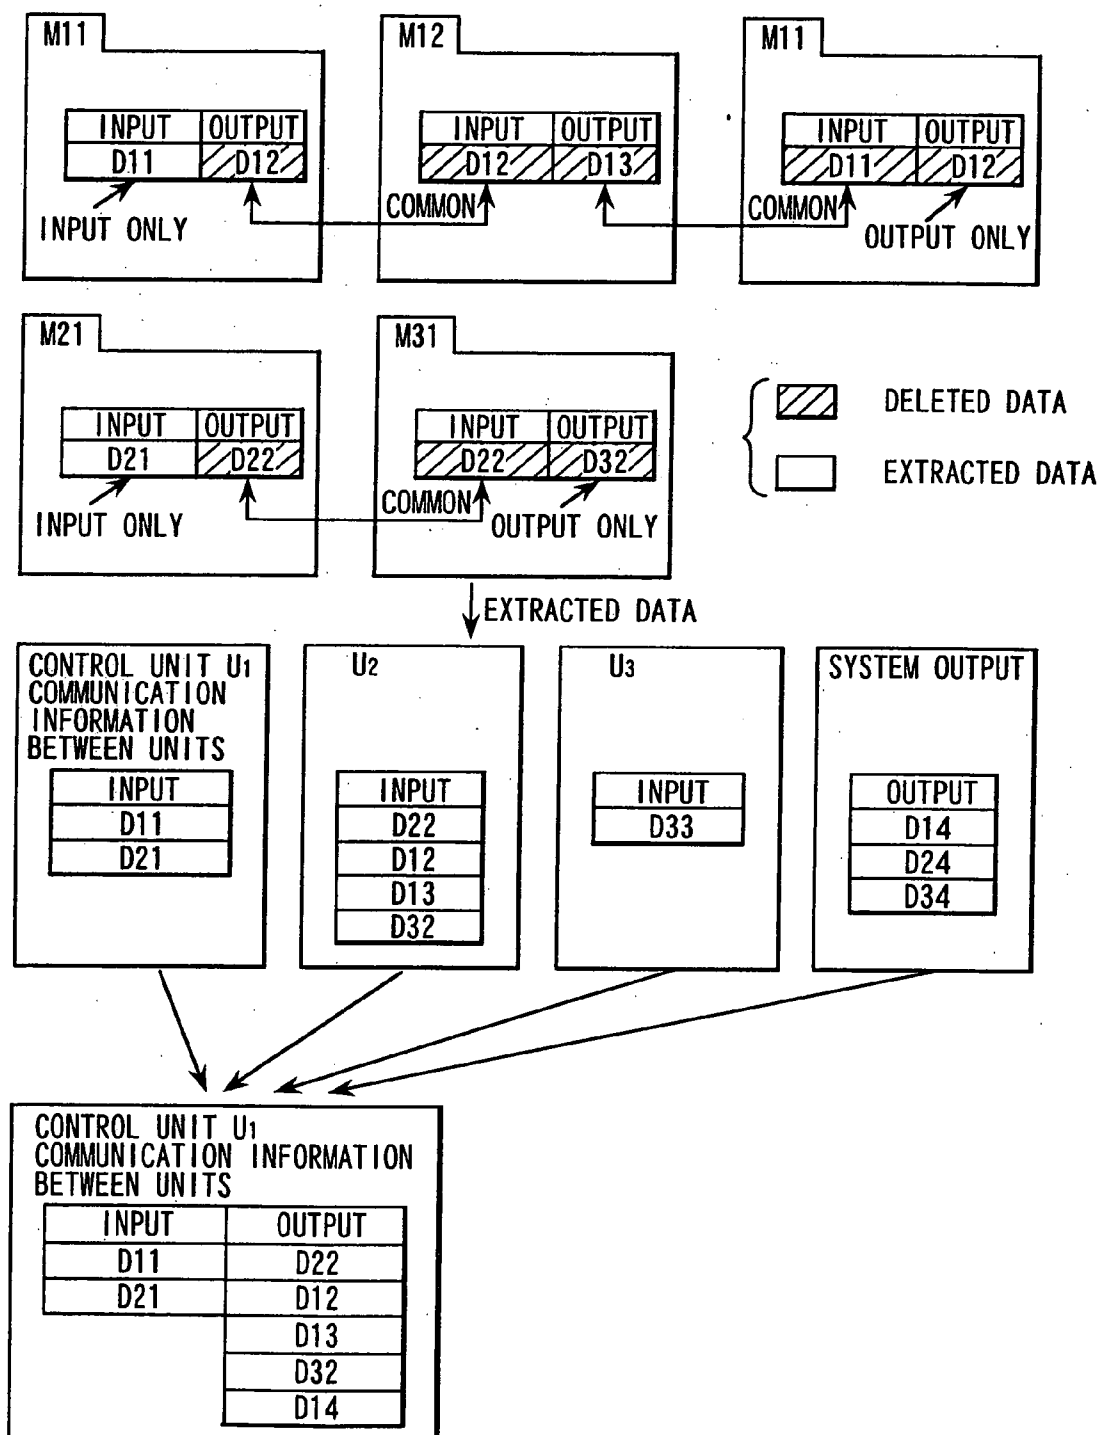 M11
INPUT OUTPUT
D11 D12
INPUT ONLY
M12
INPUT OUTPUT
D12 D13
COMMON
M11
INPUT OUTPUT
D11 D12
COMMON
OUTPUT ONLY
M21
INPUT OUTPUT
D21 D22
INPUT ONLY
M31
INPUT OUTPUT
D22 D32
COMMON
OUTPUT ONLY
DELETED DATA
EXTRACTED DATA
EXTRACTED DATA
CONTROL UNIT U1
COMMUNICATION
INFORMATION
BETWEEN UNITS
INPUT
D11
D21
U2
INPUT
D22
D12
D13
D32
U3
INPUT
D33
SYSTEM OUTPUT
OUTPUT
D14
D24
D34
CONTROL UNIT U1
COMMUNICATION INFORMATION
BETWEEN UNITS
INPUT OUTPUT
D11 D22
D21 D12
D13
D32
D14